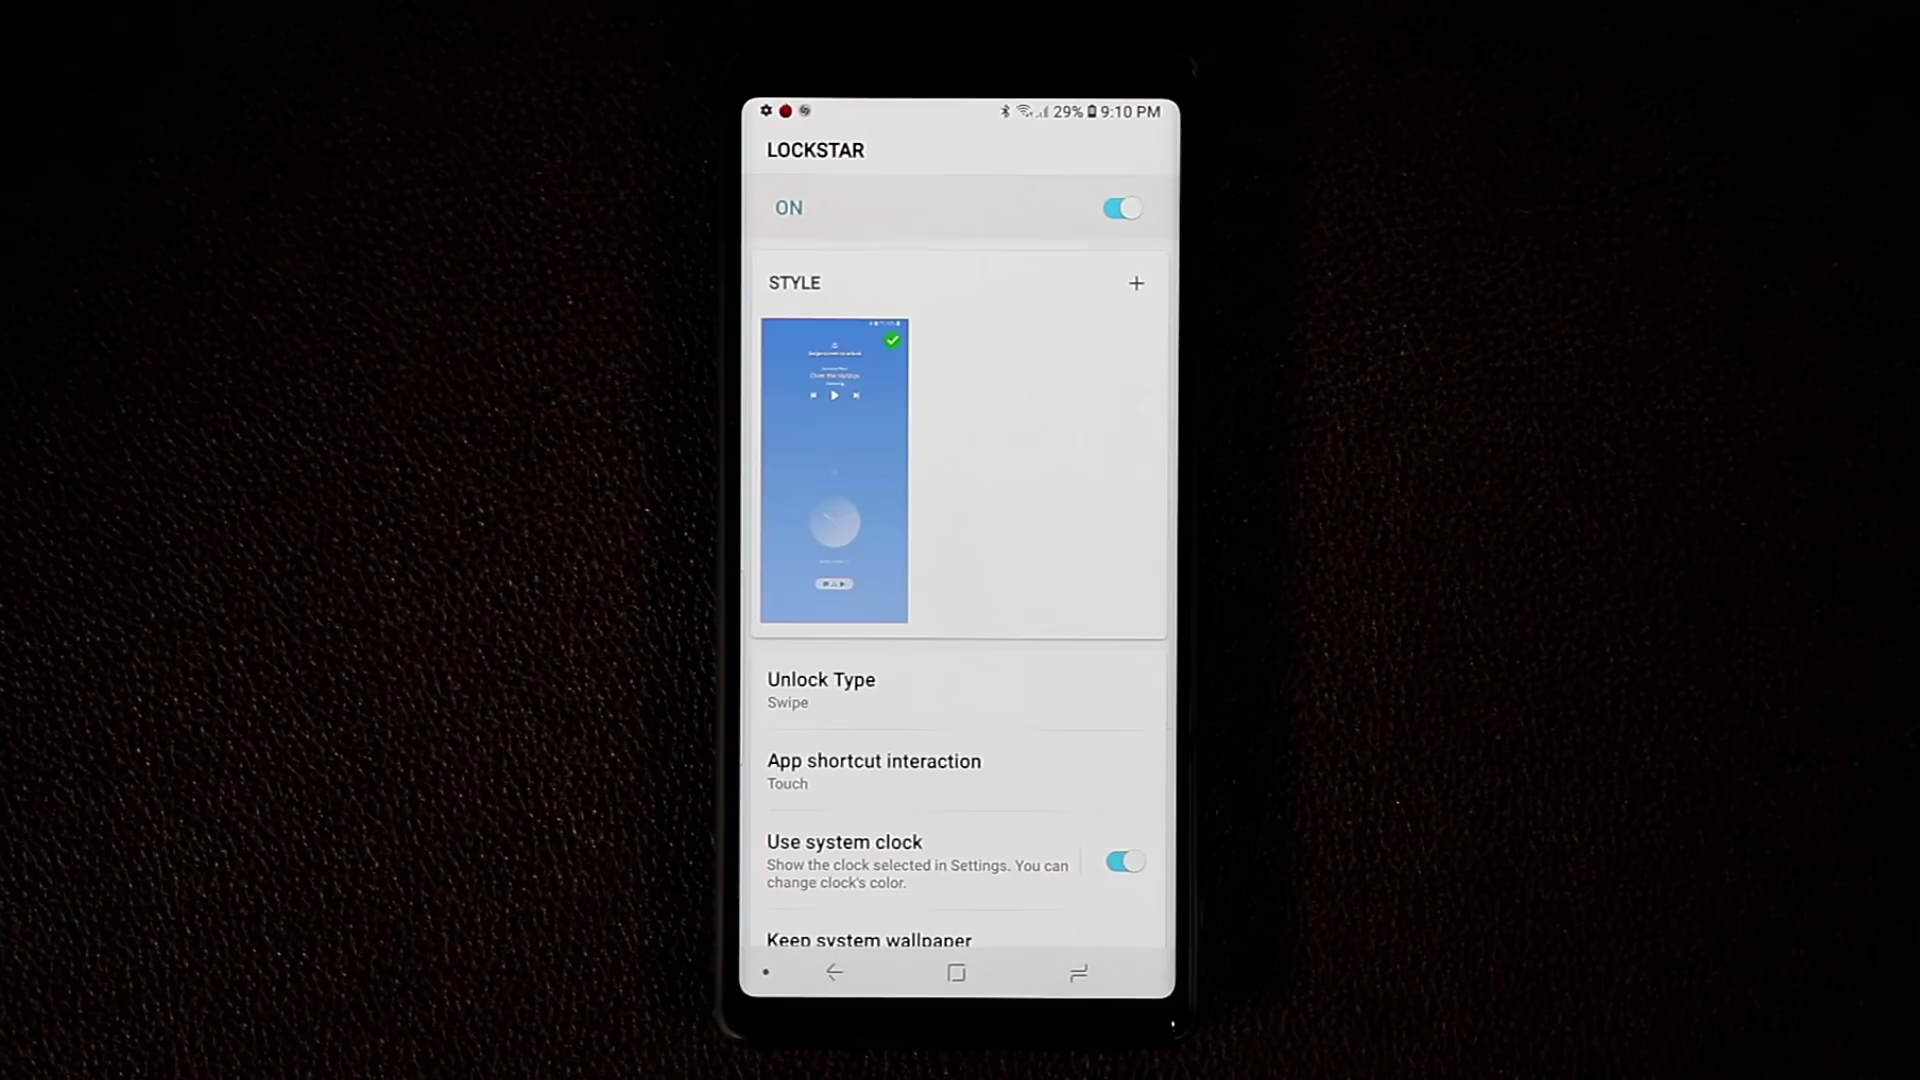 29% 9:10 PM
LOCKSTAR
ON
STYLE
Unlock Type
Swipe
App shortcut interaction
Touch
Use system clock
Show the clock selected in Settings. You can
change clock's color.
Keep system wallpaper